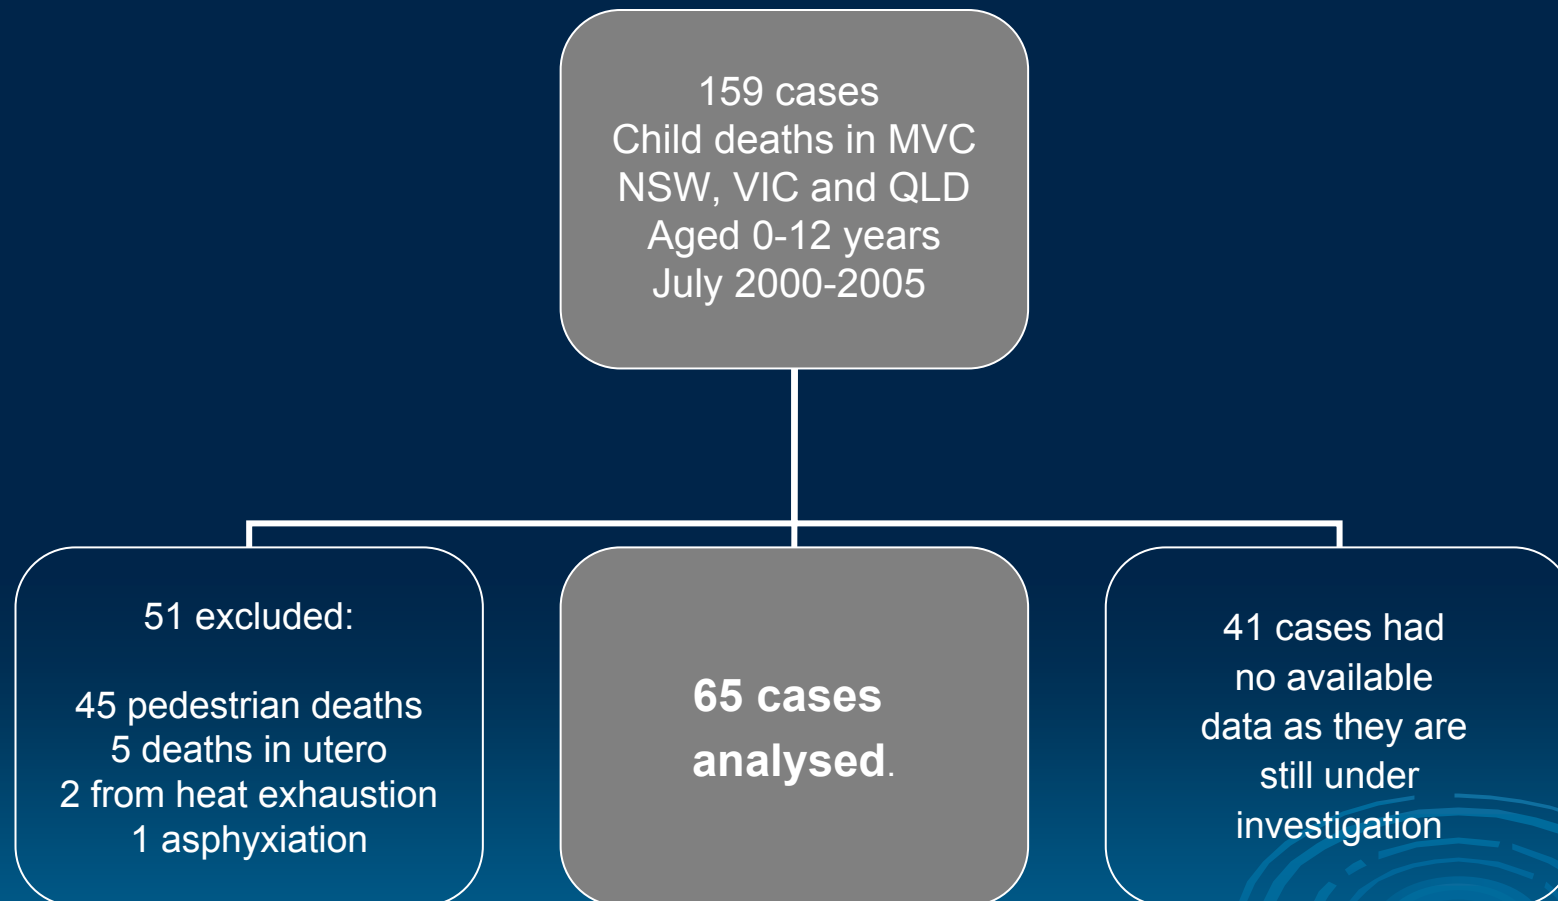 159 cases
Child deaths in MVC
NSW, VIC and QLD
Aged 0-12 years
July 2000-2005
51 excluded:
45 pedestrian deaths
5 deaths in utero
2 from heat exhaustion
1 asphyxiation
65 cases
analysed.
41 cases had
no available
data as they are
still under
investigation